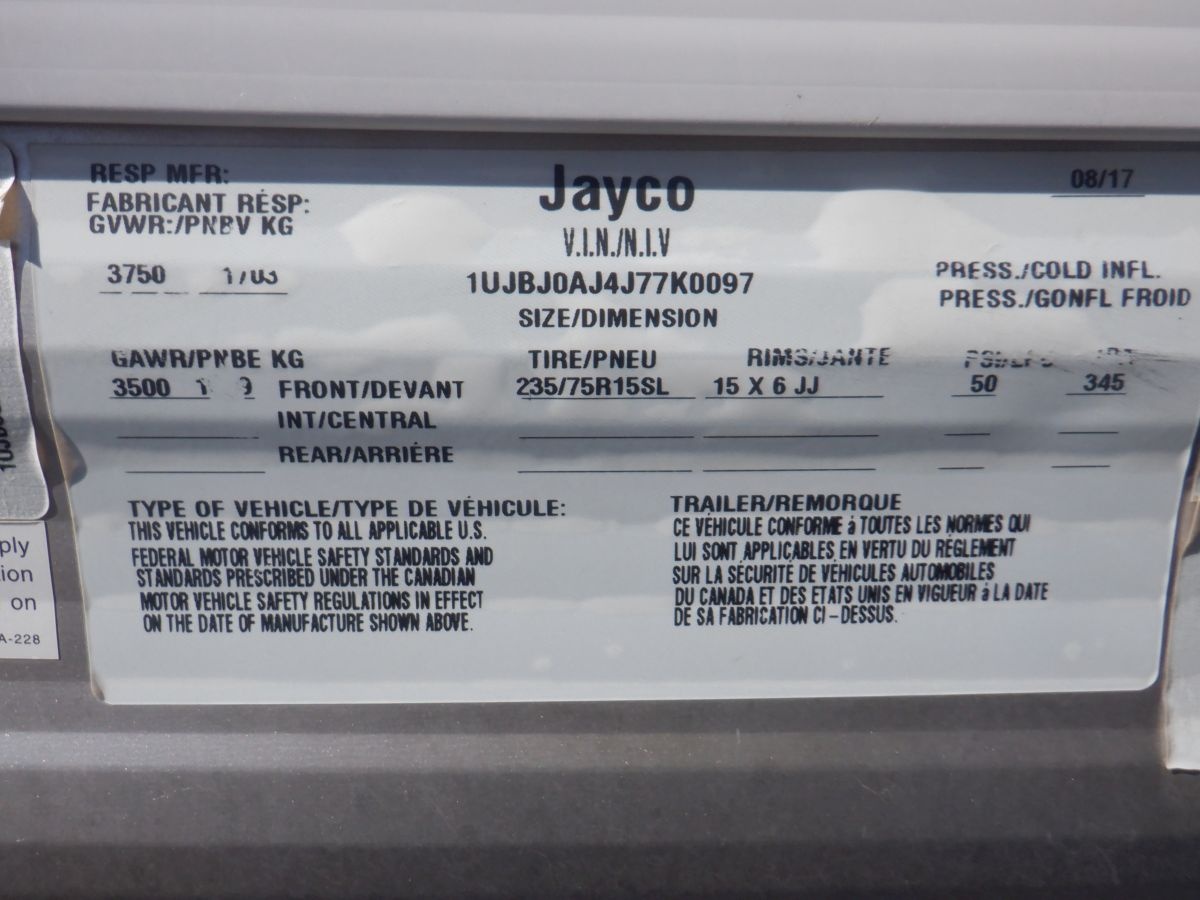 RESP MFR: Jayco 08/17
FABRICANT RÉSP:
GVWR:/PNBV KG
V.I.N./N.I.V
3750
1UJBJ0AJ4J77K0097
PRESS./COLD INFL.
PRESS./GONFL FROID
SIZE/DIMENSION
GAWR/PNBE KG TIRE/PNEU RIMS/JANTE
3500 FRONT/DEVANT 235/75R15SL 15 X 6 JJ 50 345
INT/CENTRAL
REAR/ARRIÈRE
TYPE OF VEHICLE/TYPE DE VÉHICULE: TRAILER/REMORQUE
THIS VEHICLE CONFORMS TO ALL APPLICABLE U.S.
FEDERAL MOTOR VEHICLE SAFETY STANDARDS AND
STANDARDS PRESCRIBED UNDER THE CANADIAN
MOTOR VEHICLE SAFETY REGULATIONS IN EFFECT
ON THE DATE OF MANUFACTURE SHOWN ABOVE.
CE VÉHICULE CONFORME à TOUTES LES NORMES QUI
LUI SONT APPLICABLES EN VERTU DU RÉGLEMENT
SUR LA SÉCURITÉ DE VÉHICULES AUTOMOBILES
DU CANADA ET DES ETATS UNIS EN VIGUEUR à LA DATE
DE SA FABRICATION CI-DESSUS.
ply
tion
on
A-228